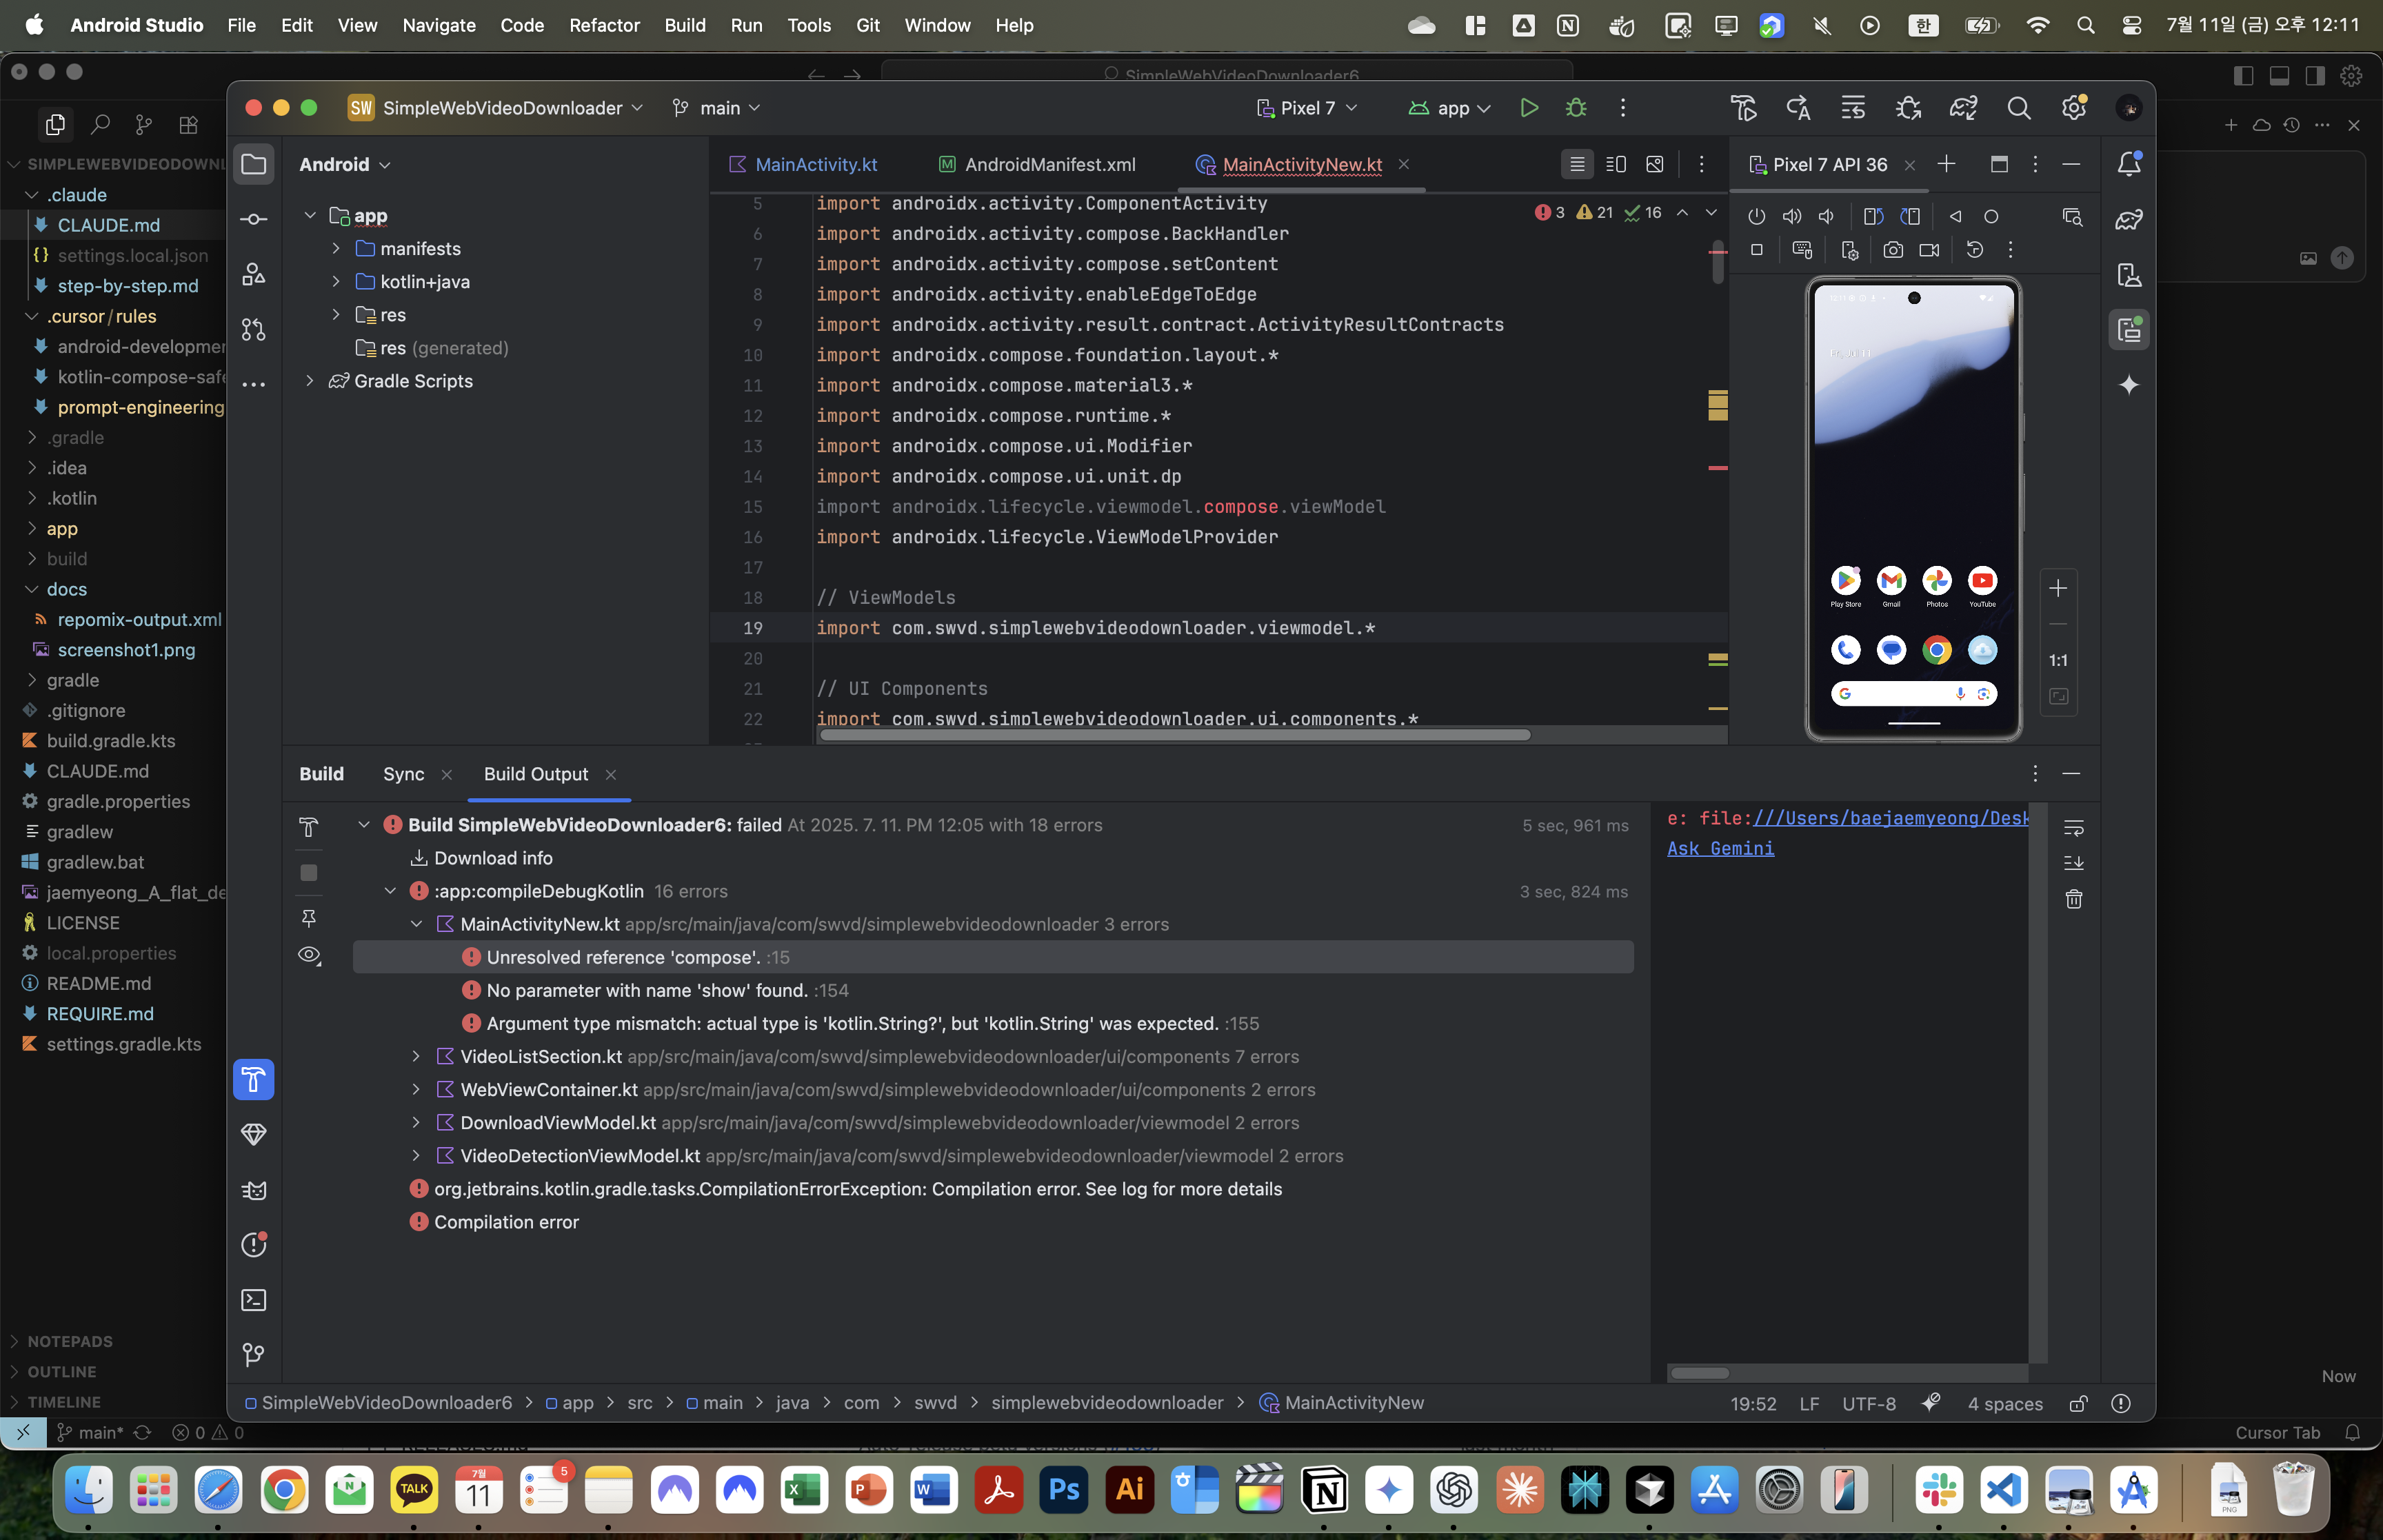 Android Studio File Edit View Navigate Code Refactor Build Run Tools Git Window Help
한
7월 11일 (금) 오후 12:11
SimpleWebVideoDownloader6
SW SimpleWebVideoDownloader main Pixel 7 app
SIMPLEWEBVIDEODOWNL
.claude
CLAUDE.md
settings.local.json
step-by-step.md
.cursor/rules
android-developmer
kotlin-compose-safe
prompt-engineering
.gradle
.idea
.kotlin
app
build
docs
repomix-output.xml
screenshot1.png
gradle
.gitignore
build.gradle.kts
CLAUDE.md
gradle.properties
gradlew
gradlew.bat
jaemyeong_A_flat_de
LICENSE
local.properties
README.md
REQUIRE.md
settings.gradle.kts
NOTEPADS
OUTLINE
TIMELINE
main* 0 0
Android
app
manifests
kotlin+java
res
res (generated)
Gradle Scripts
MainActivity.kt AndroidManifest.xml MainActivityNew.kt
3 21 16
5 import androidx.activity.ComponentActivity
6 import androidx.activity.compose.BackHandler
7 import androidx.activity.compose.setContent
8 import androidx.activity.enableEdgeToEdge
9 import androidx.activity.result.contract.ActivityResultContracts
10 import androidx.compose.foundation.layout.*
11 import androidx.compose.material3.*
12 import androidx.compose.runtime.*
13 import androidx.compose.ui.Modifier
14 import androidx.compose.ui.unit.dp
15 import androidx.lifecycle.viewmodel.compose.viewModel
16 import androidx.lifecycle.ViewModelProvider
17
18 // ViewModels
19 import com.swvd.simplewebvideodownloader.viewmodel.*
20
21 // UI Components
22 import com.swvd.simplewebvideodownloader.ui.components.*
Pixel 7 API 36
Play Store Gmail Photos YouTube
1:1
Build Sync Build Output
Build SimpleWebVideoDownloader6: failed At 2025. 7. 11. PM 12:05 with 18 errors 5 sec, 961 ms
Download info
:app:compileDebugKotlin 16 errors 3 sec, 824 ms
MainActivityNew.kt app/src/main/java/com/swvd/simplewebvideodownloader 3 errors
Unresolved reference 'compose'. :15
No parameter with name 'show' found. :154
Argument type mismatch: actual type is 'kotlin.String?', but 'kotlin.String' was expected. :155
VideoListSection.kt app/src/main/java/com/swvd/simplewebvideodownloader/ui/components 7 errors
WebViewContainer.kt app/src/main/java/com/swvd/simplewebvideodownloader/ui/components 2 errors
DownloadViewModel.kt app/src/main/java/com/swvd/simplewebvideodownloader/viewmodel 2 errors
VideoDetectionViewModel.kt app/src/main/java/com/swvd/simplewebvideodownloader/viewmodel 2 errors
org.jetbrains.kotlin.gradle.tasks.CompilationErrorException: Compilation error. See log for more details
Compilation error
e: file:///Users/baejaemyeong/Desk
Ask Gemini
SimpleWebVideoDownloader6 app src main java com swvd simplewebvideodownloader MainActivityNew 19:52 LF UTF-8 4 spaces
Now
Cursor Tab
TALK
7월
11
5
X P W Ps Ai N
PNG